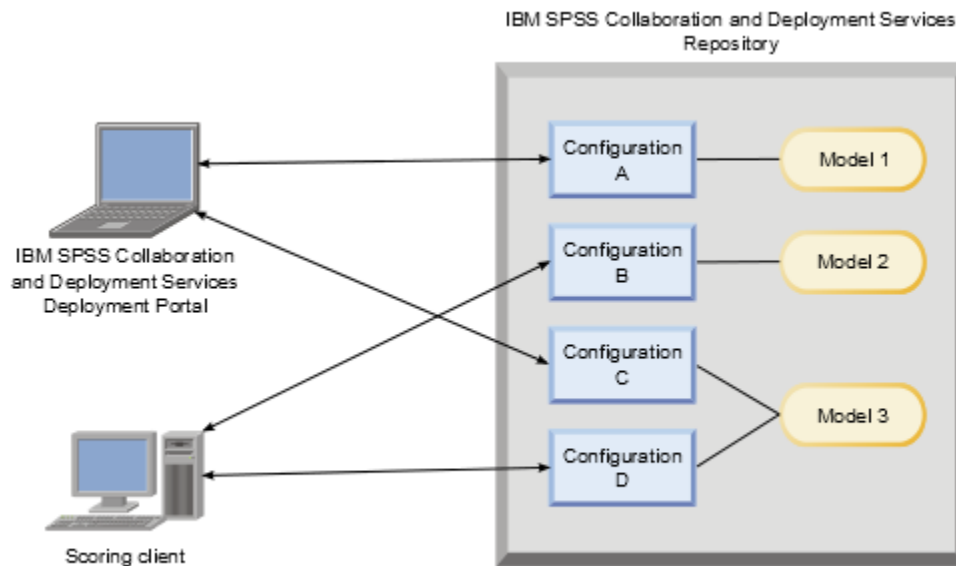 IBM SPSS Collaboration and Deployment Services
Repository
Configuration
A
Model 1
IBM SPSS Collaboration
and Deployment Services
Deployment Portal
Configuration
B
Model 2
Configuration
C
Model 3
Configuration
D
Scoring client